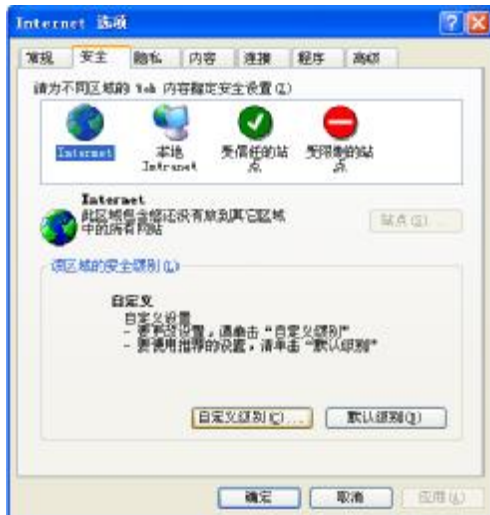 Internet 选项
常规 安全 隐私 内容 连接 程序 高级
请为不同区域的 Web 内容指定安全设置(Z)
Internet 本地 Intranet 受信任的站点 受限制的站点
Internet
此区域包含您还没有放到其它区域
中的所有网站
站点(S)...
该区域的安全级别(L)
自定义
自定义设置
- 要更改设置，请单击“自定义级别”
- 要使用推荐的设置，请单击“默认级别”
自定义级别(C)... 默认级别(D)
确定 取消 应用(A)